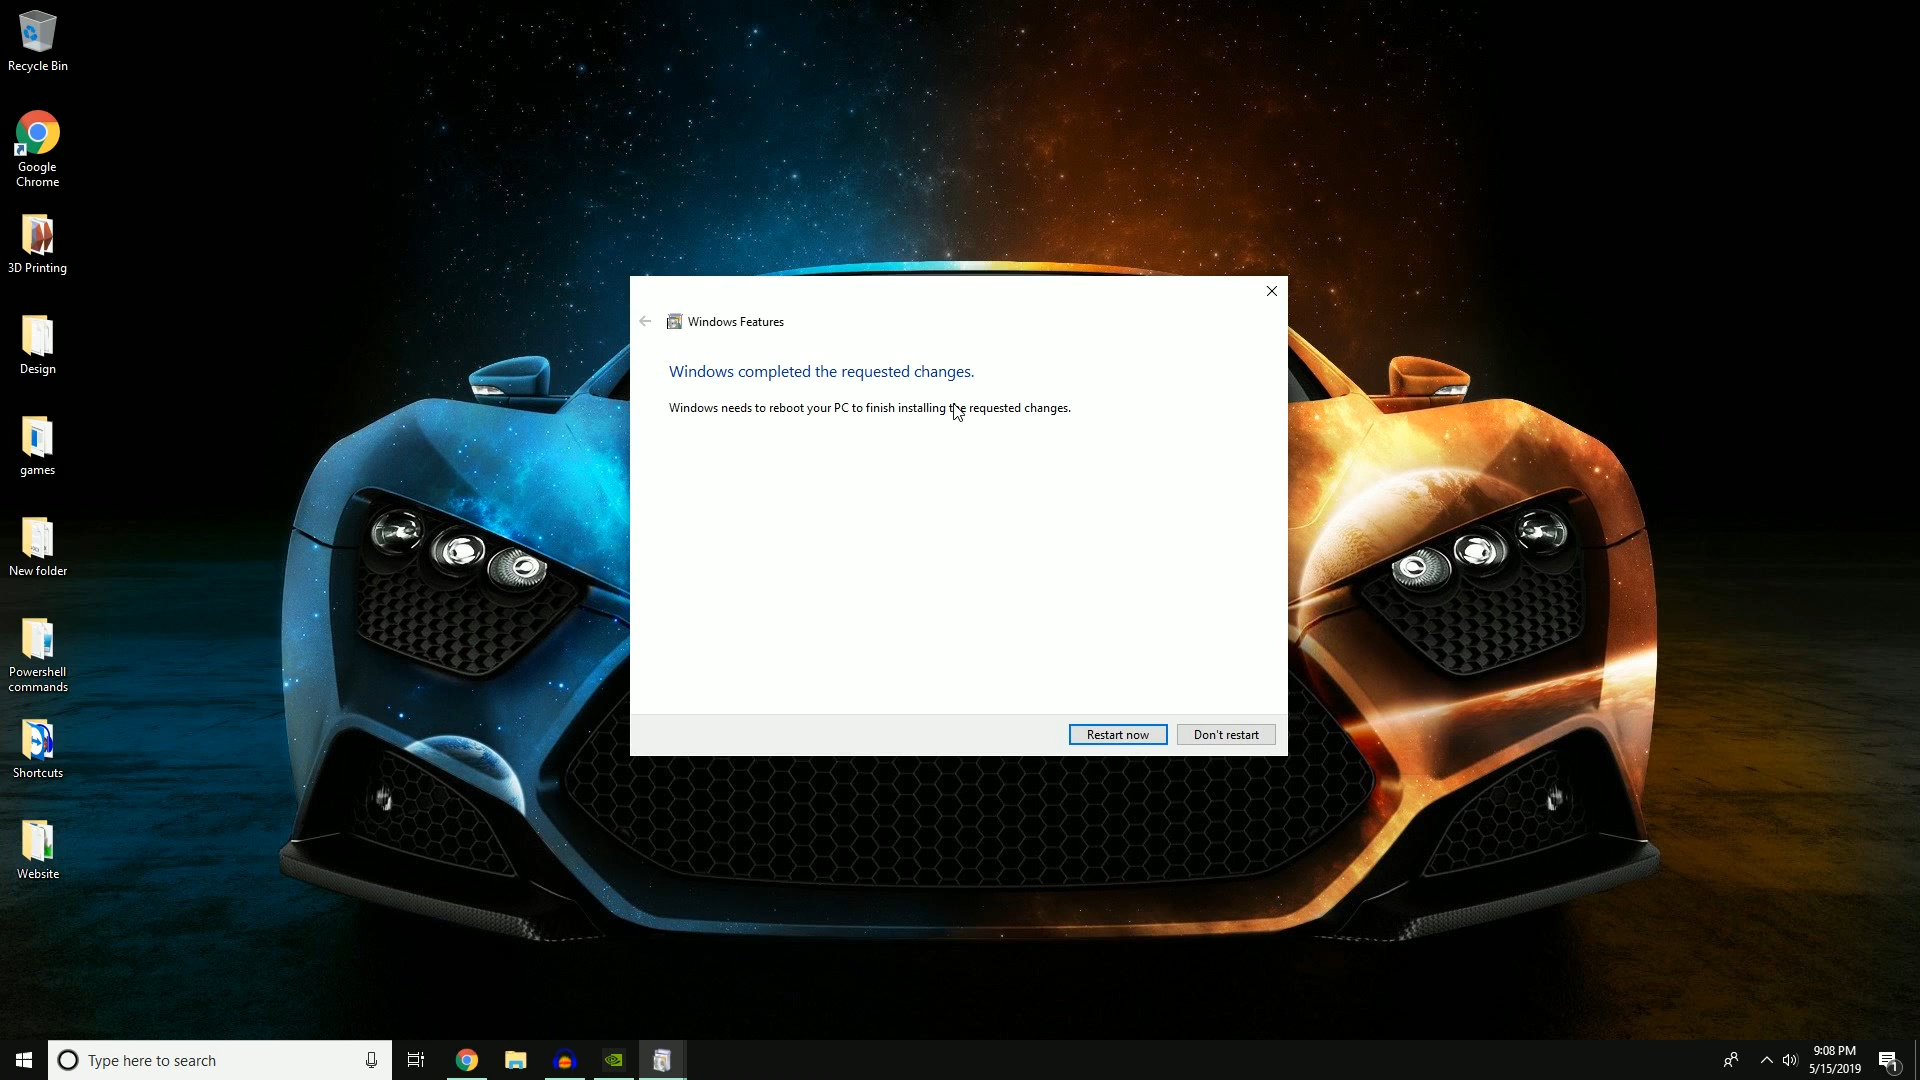 Recycle Bin
Google
Chrome
3D Printing
Design
games
New folder
Powershell
commands
Shortcuts
Website
Windows Features
Windows completed the requested changes.
Windows needs to reboot your PC to finish installing the requested changes.
Restart now
Don't restart
Type here to search
9:08 PM
5/15/2019
1